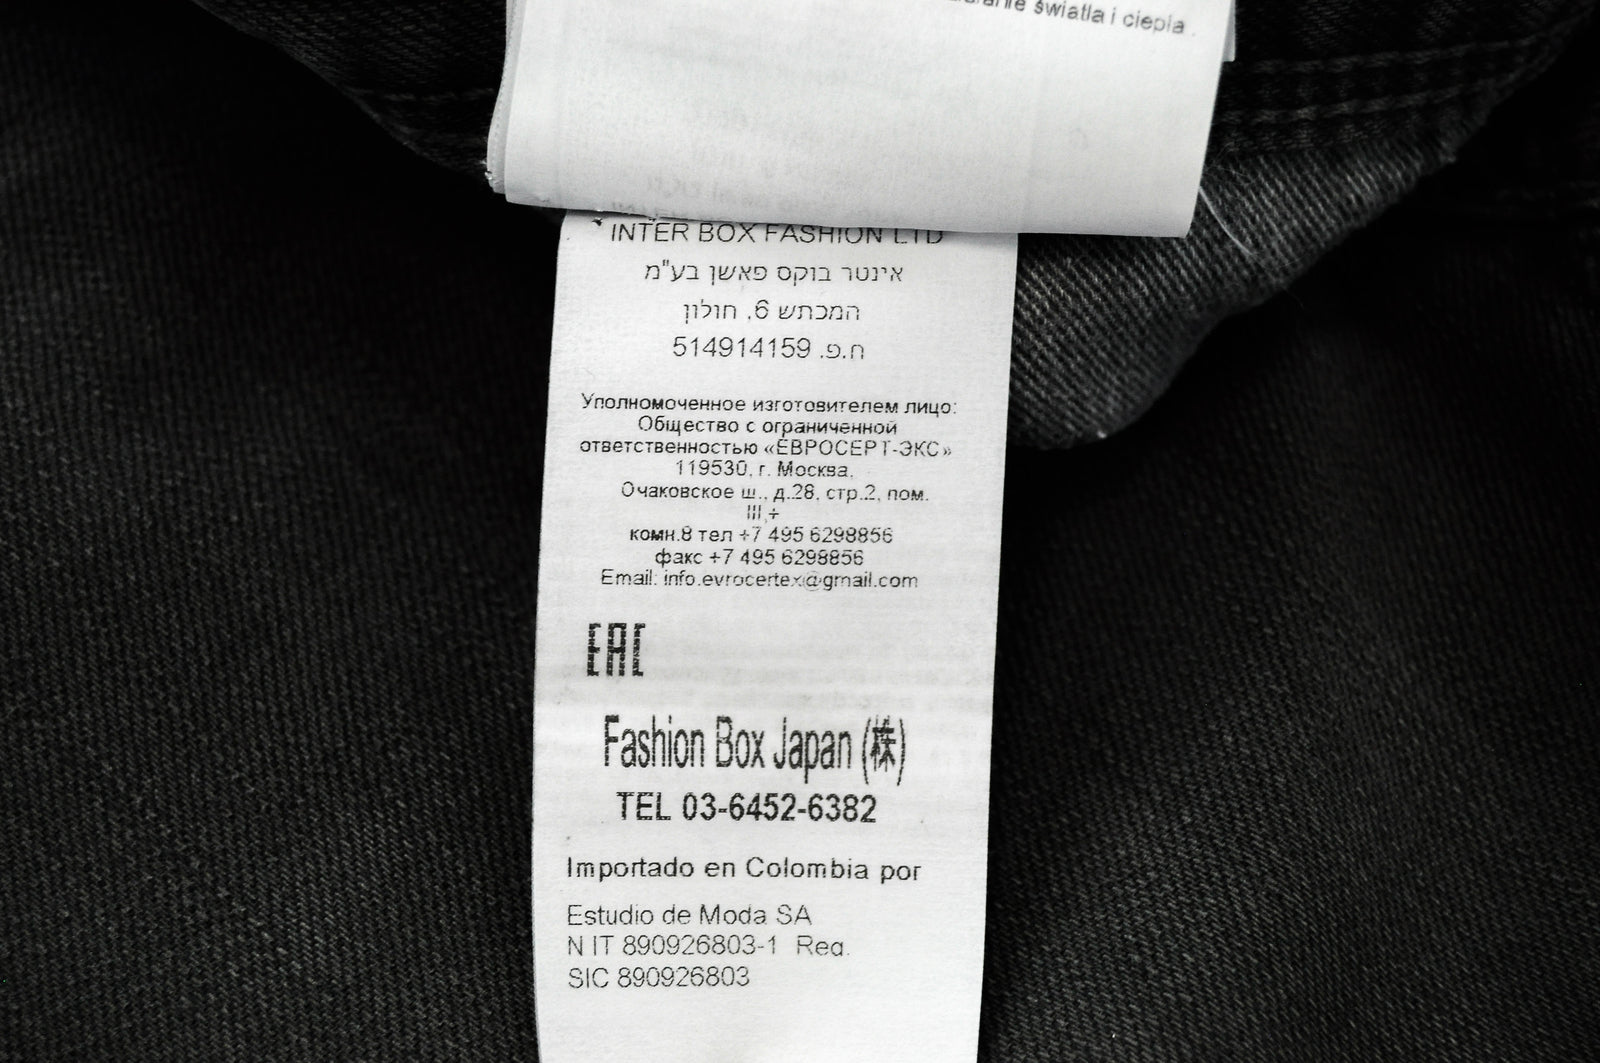 światła i ciepła .
INTER BOX FASHION LTD
אינטר בוקס פאשן בע"מ
המכתש 6, חולון
ח.פ. 514914159
Уполномоченное изготовителем лицо:
Общество с ограниченной
ответственностью «ЕВРОСЕРТ-ЭКС»
119530, г. Москва.
Очаковское ш., д.28, стр.2, пом.
III,÷
комн.8 тел +7 495 6298856
факс +7 495 6298856
Email: info.evrocertex@gmail.com
EAC
Fashion Box Japan (株)
TEL 03-6452-6382
Importado en Colombia por
Estudio de Moda SA
N IT 890926803-1 Reg.
SIC 890926803